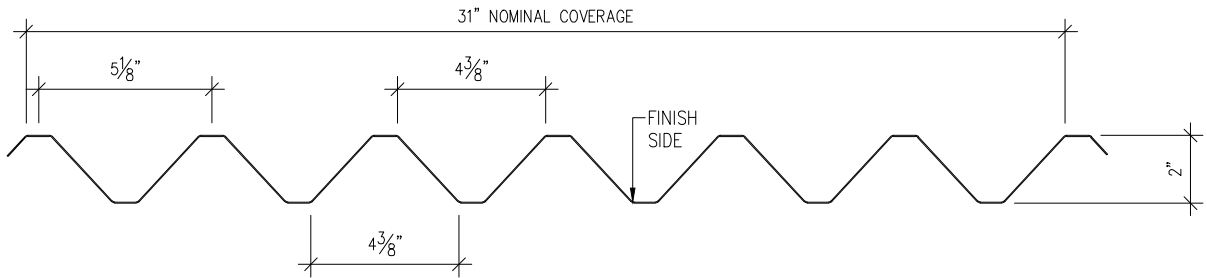 31" NOMINAL COVERAGE
5⅛"
4⅜"
FINISH
SIDE
2"
4⅜"